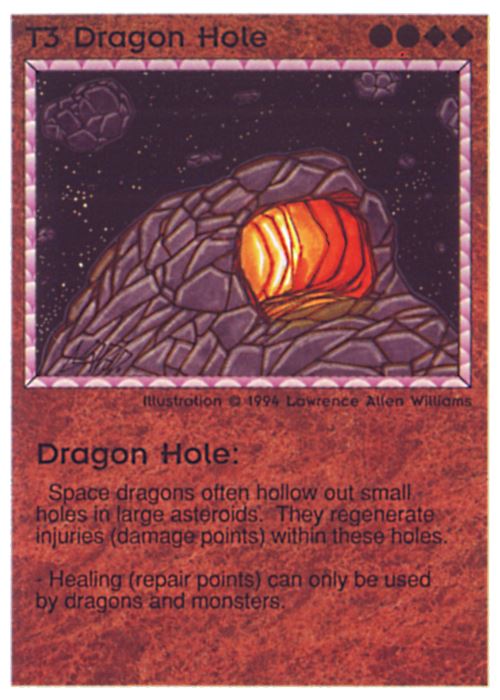 T3 Dragon Hole
Illustration © 1994 Lawrence Allen Williams
Dragon Hole:
Space dragons often hollow out small
holes in large asteroids. They regenerate
injuries (damage points) within these holes.
- Healing (repair points) can only be used
by dragons and monsters.